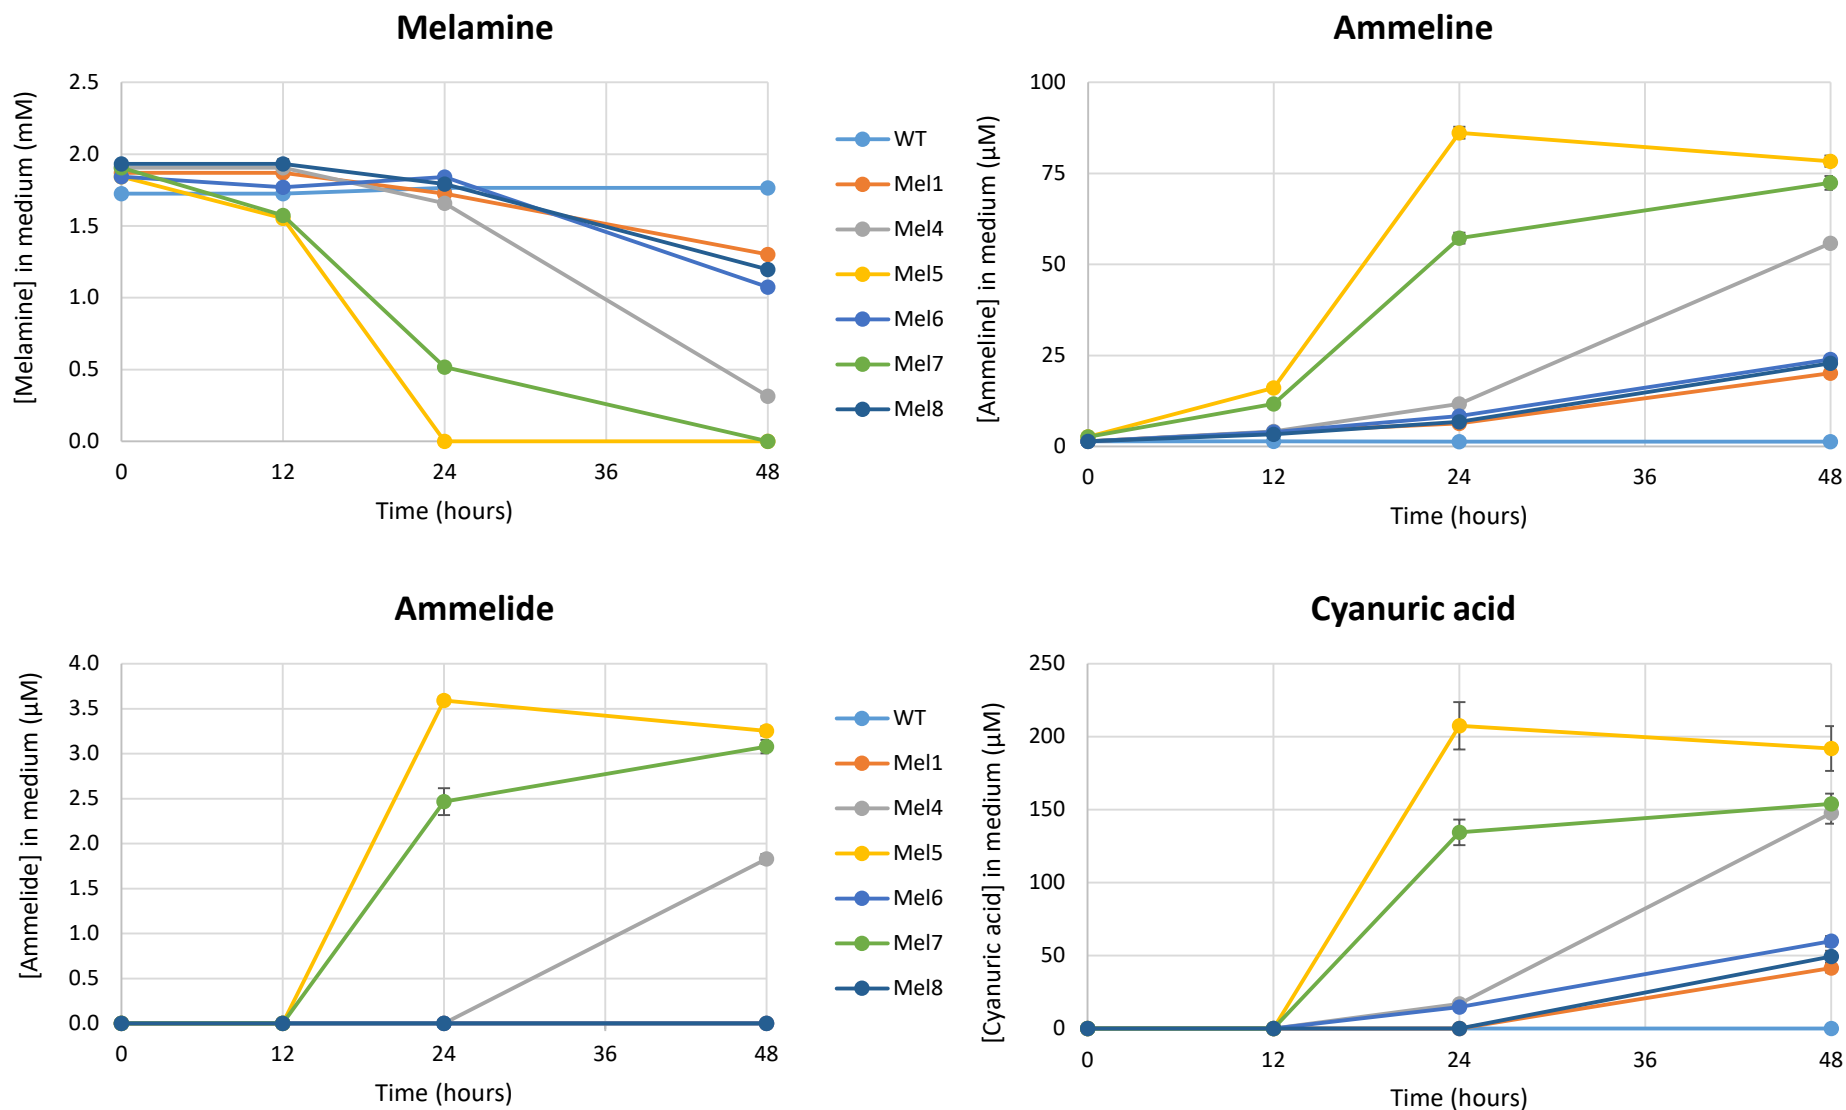 Melamine
[Melamine] in medium (mM)
2.5
2.0
1.5
1.0
0.5
0.0
0 12 24 36 48
Time (hours)
WT
Mel1
Mel4
Mel5
Mel6
Mel7
Mel8
Ammeline
[Ammeline] in medium (µM)
100
75
50
25
0
0 12 24 36 48
Time (hours)
Ammelide
[Ammelide] in medium (µM)
4.0
3.5
3.0
2.5
2.0
1.5
1.0
0.5
0.0
0 12 24 36 48
Time (hours)
WT
Mel1
Mel4
Mel5
Mel6
Mel7
Mel8
Cyanuric acid
[Cyanuric acid] in medium (µM)
250
200
150
100
50
0
0 12 24 36 48
Time (hours)